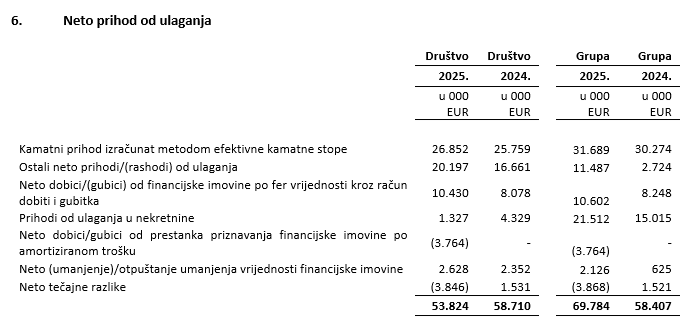 6. Neto prihod od ulaganja
Društvo Društvo Grupa Grupa
2025. 2024. 2025. 2024.
u 000 u 000 u 000 u 000
EUR EUR EUR EUR
Kamatni prihod izračunat metodom efektivne kamatne stope 26.852 25.759 31.689 30.274
Ostali neto prihodi/(rashodi) od ulaganja 20.197 16.661 11.487 2.724
Neto dobici/(gubici) od financijske imovine po fer vrijednosti kroz račun
dobiti i gubitka 10.430 8.078 10.602 8.248
Prihodi od ulaganja u nekretnine 1.327 4.329 21.512 15.015
Neto dobici/gubici od prestanka priznavanja financijske imovine po
amortiziranom trošku (3.764) - (3.764) -
Neto (umanjenje)/otpuštanje umanjenja vrijednosti financijske imovine 2.628 2.352 2.126 625
Neto tečajne razlike (3.846) 1.531 (3.868) 1.521
53.824 58.710 69.784 58.407